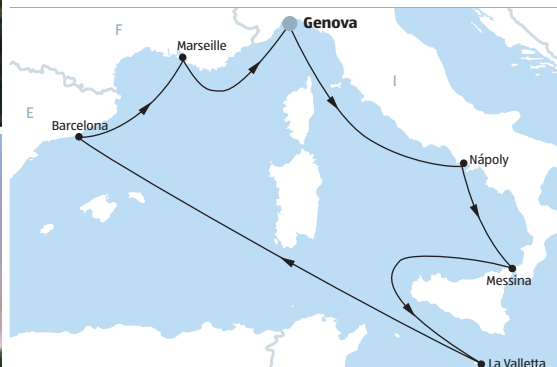 F
Genova
Marseille
I
E
Barcelona
Nápoly
Messina
La Valletta